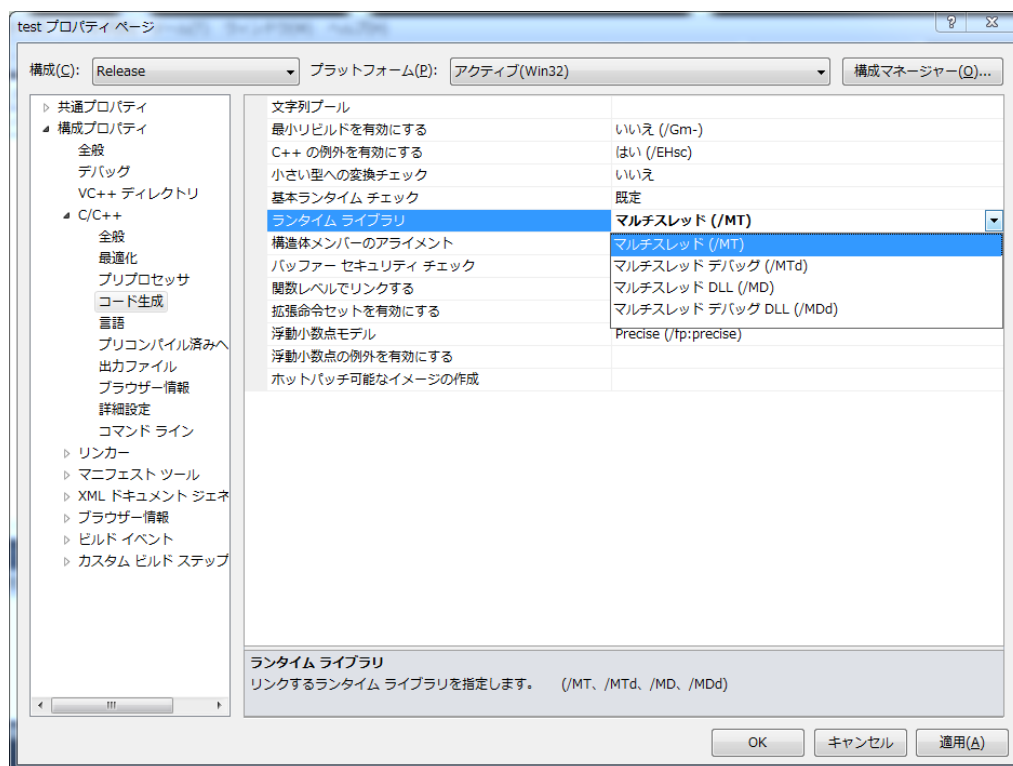 test プロパティ ページ
構成(C): Release プラットフォーム(P): アクティブ(Win32) 構成マネージャー(O)...
共通プロパティ
構成プロパティ
全般
デバッグ
VC++ ディレクトリ
C/C++
全般
最適化
プリプロセッサ
コード生成
言語
プリコンパイル済みヘ
出力ファイル
ブラウザー情報
詳細設定
コマンド ライン
リンカー
マニフェスト ツール
XML ドキュメント ジェネ
ブラウザー情報
ビルド イベント
カスタム ビルド ステップ
文字列プール
最小リビルドを有効にする いいえ (/Gm-)
C++ の例外を有効にする はい (/EHsc)
小さい型への変換チェック いいえ
基本ランタイム チェック 既定
ランタイム ライブラリ マルチスレッド (/MT)
構造体メンバーのアライメント マルチスレッド (/MT)
バッファー セキュリティ チェック マルチスレッド デバッグ (/MTd)
関数レベルでリンクする マルチスレッド DLL (/MD)
拡張命令セットを有効にする マルチスレッド デバッグ DLL (/MDd)
浮動小数点モデル Precise (/fp:precise)
浮動小数点の例外を有効にする
ホットパッチ可能なイメージの作成
ランタイム ライブラリ
リンクするランタイム ライブラリを指定します。 (/MT、/MTd、/MD、/MDd)
OK キャンセル 適用(A)